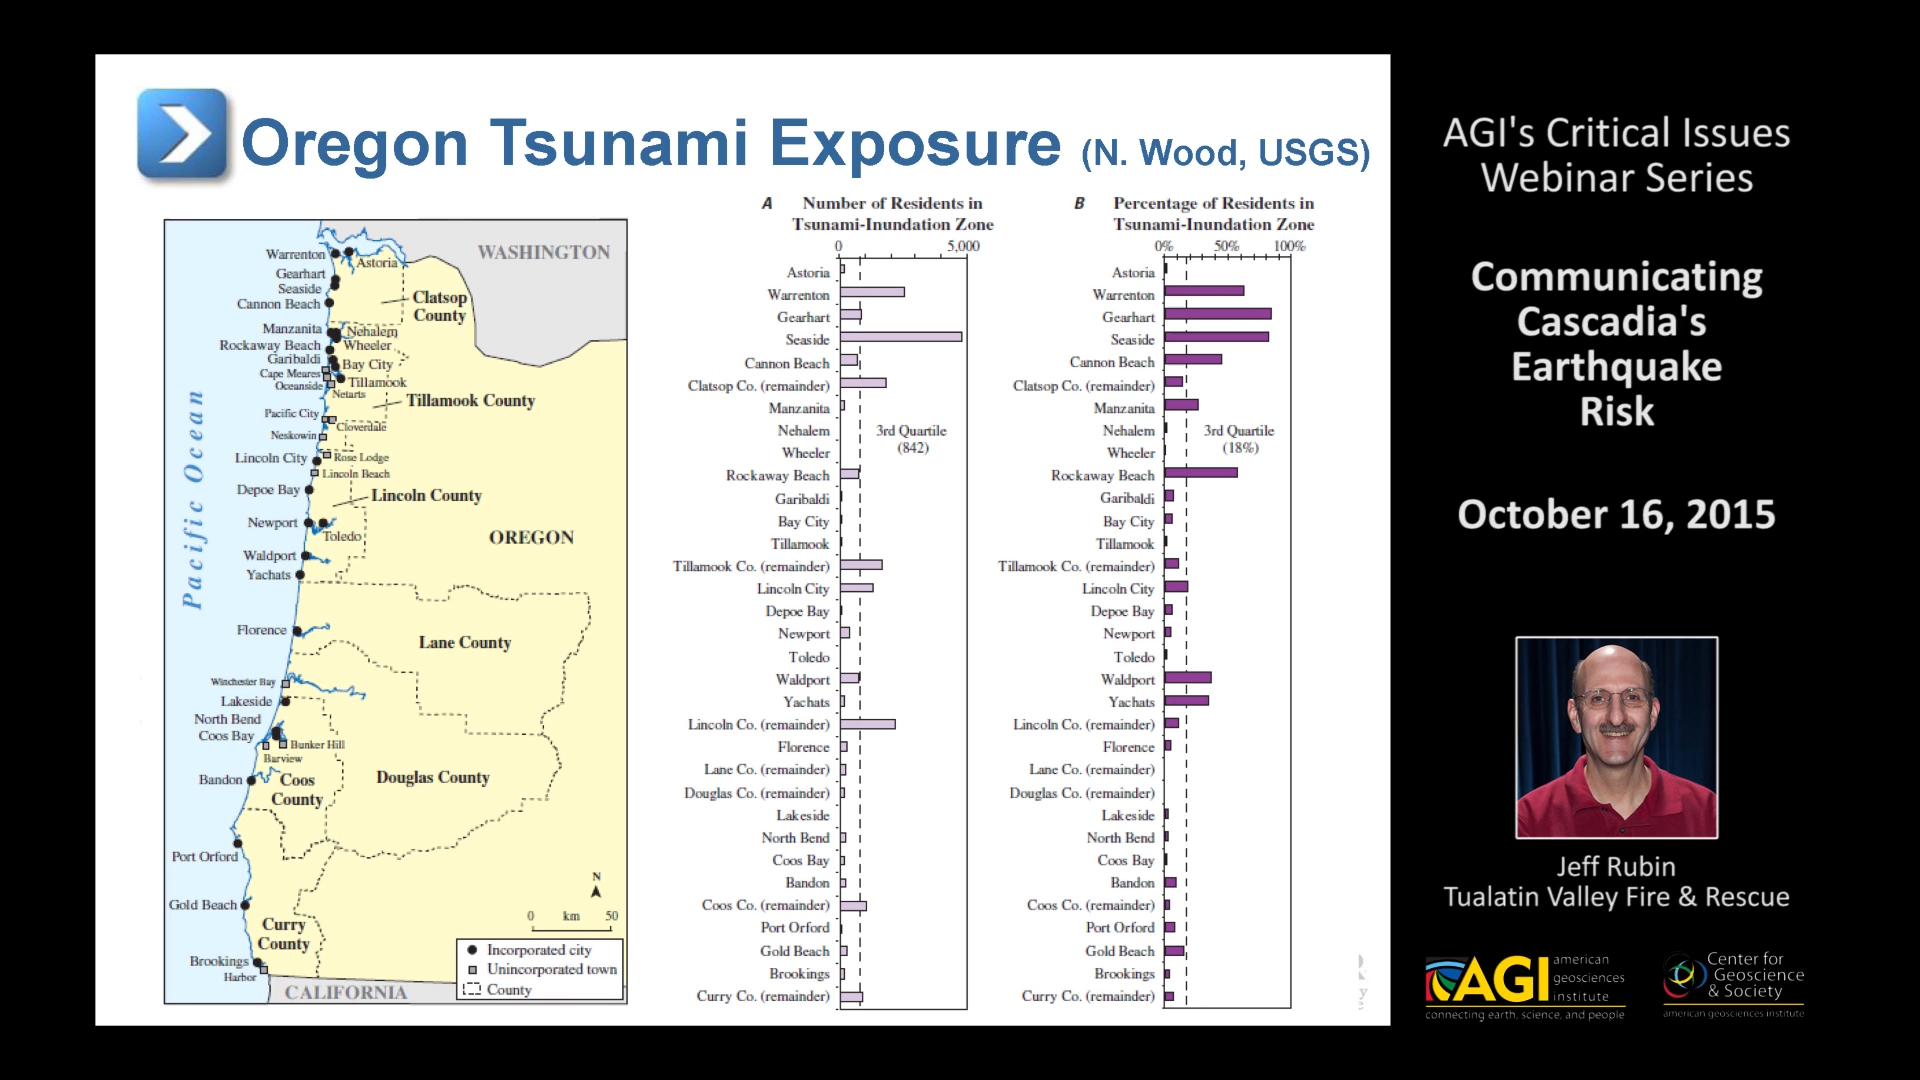 Oregon Tsunami Exposure (N. Wood, USGS)
WASHINGTON
Warrenton
Astoria
Gearhart
Seaside
Cannon Beach
Clatsop
County
Manzanita
Nehalem
Rockaway Beach
Wheeler
Garibaldi
Bay City
Cape Meares
Tillamook
Oceanside
Netarts
Tillamook County
Pacific City
Cloverdale
Neskowin
Lincoln City
Rose Lodge
Lincoln Beach
Depoe Bay
Lincoln County
Newport
Toledo
OREGON
Waldport
Yachats
Pacific Ocean
Florence
Lane County
Winchester Bay
Lakeside
North Bend
Coos Bay
Bunker Hill
Barview
Bandon
Coos
County
Douglas County
Port Orford
Gold Beach
Curry
County
Brookings
Harbor
CALIFORNIA
N
0 km 50
Incorporated city
Unincorporated town
County
A Number of Residents in
Tsunami-Inundation Zone
0 5,000
Astoria
Warrenton
Gearhart
Seaside
Cannon Beach
Clatsop Co. (remainder)
Manzanita
Nehalem
Wheeler
Rockaway Beach
Garibaldi
Bay City
Tillamook
Tillamook Co. (remainder)
Lincoln City
Depoe Bay
Newport
Toledo
Waldport
Yachats
Lincoln Co. (remainder)
Florence
Lane Co. (remainder)
Douglas Co. (remainder)
Lakeside
North Bend
Coos Bay
Bandon
Coos Co. (remainder)
Port Orford
Gold Beach
Brookings
Curry Co. (remainder)
3rd Quartile
(842)
B Percentage of Residents in
Tsunami-Inundation Zone
0% 50% 100%
Astoria
Warrenton
Gearhart
Seaside
Cannon Beach
Clatsop Co. (remainder)
Manzanita
Nehalem
Wheeler
Rockaway Beach
Garibaldi
Bay City
Tillamook
Tillamook Co. (remainder)
Lincoln City
Depoe Bay
Newport
Toledo
Waldport
Yachats
Lincoln Co. (remainder)
Florence
Lane Co. (remainder)
Douglas Co. (remainder)
Lakeside
North Bend
Coos Bay
Bandon
Coos Co. (remainder)
Port Orford
Gold Beach
Brookings
Curry Co. (remainder)
3rd Quartile
(18%)
AGI's Critical Issues
Webinar Series
Communicating
Cascadia's
Earthquake
Risk
October 16, 2015
Jeff Rubin
Tualatin Valley Fire & Rescue
AGI
american
geosciences
institute
connecting earth, science, and people
Center for
Geoscience
& Society
american geosciences institute